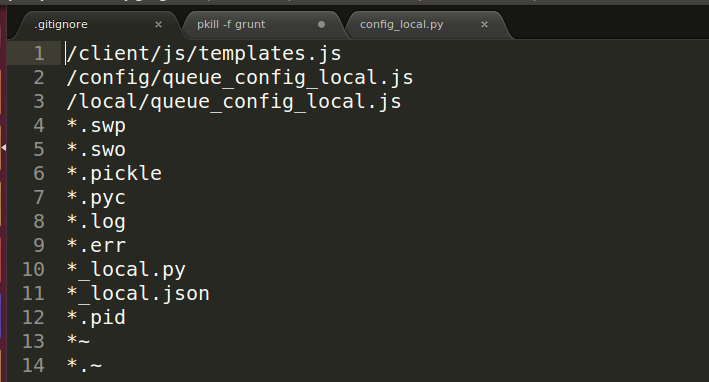 .gitignore × pkill -f grunt ● config_local.py ×
1 /client/js/templates.js
2 /config/queue_config_local.js
3 /local/queue_config_local.js
4 *.swp
5 *.swo
6 *.pickle
7 *.pyc
8 *.log
9 *.err
10 *_local.py
11 *_local.json
12 *.pid
13 *~
14 *.~